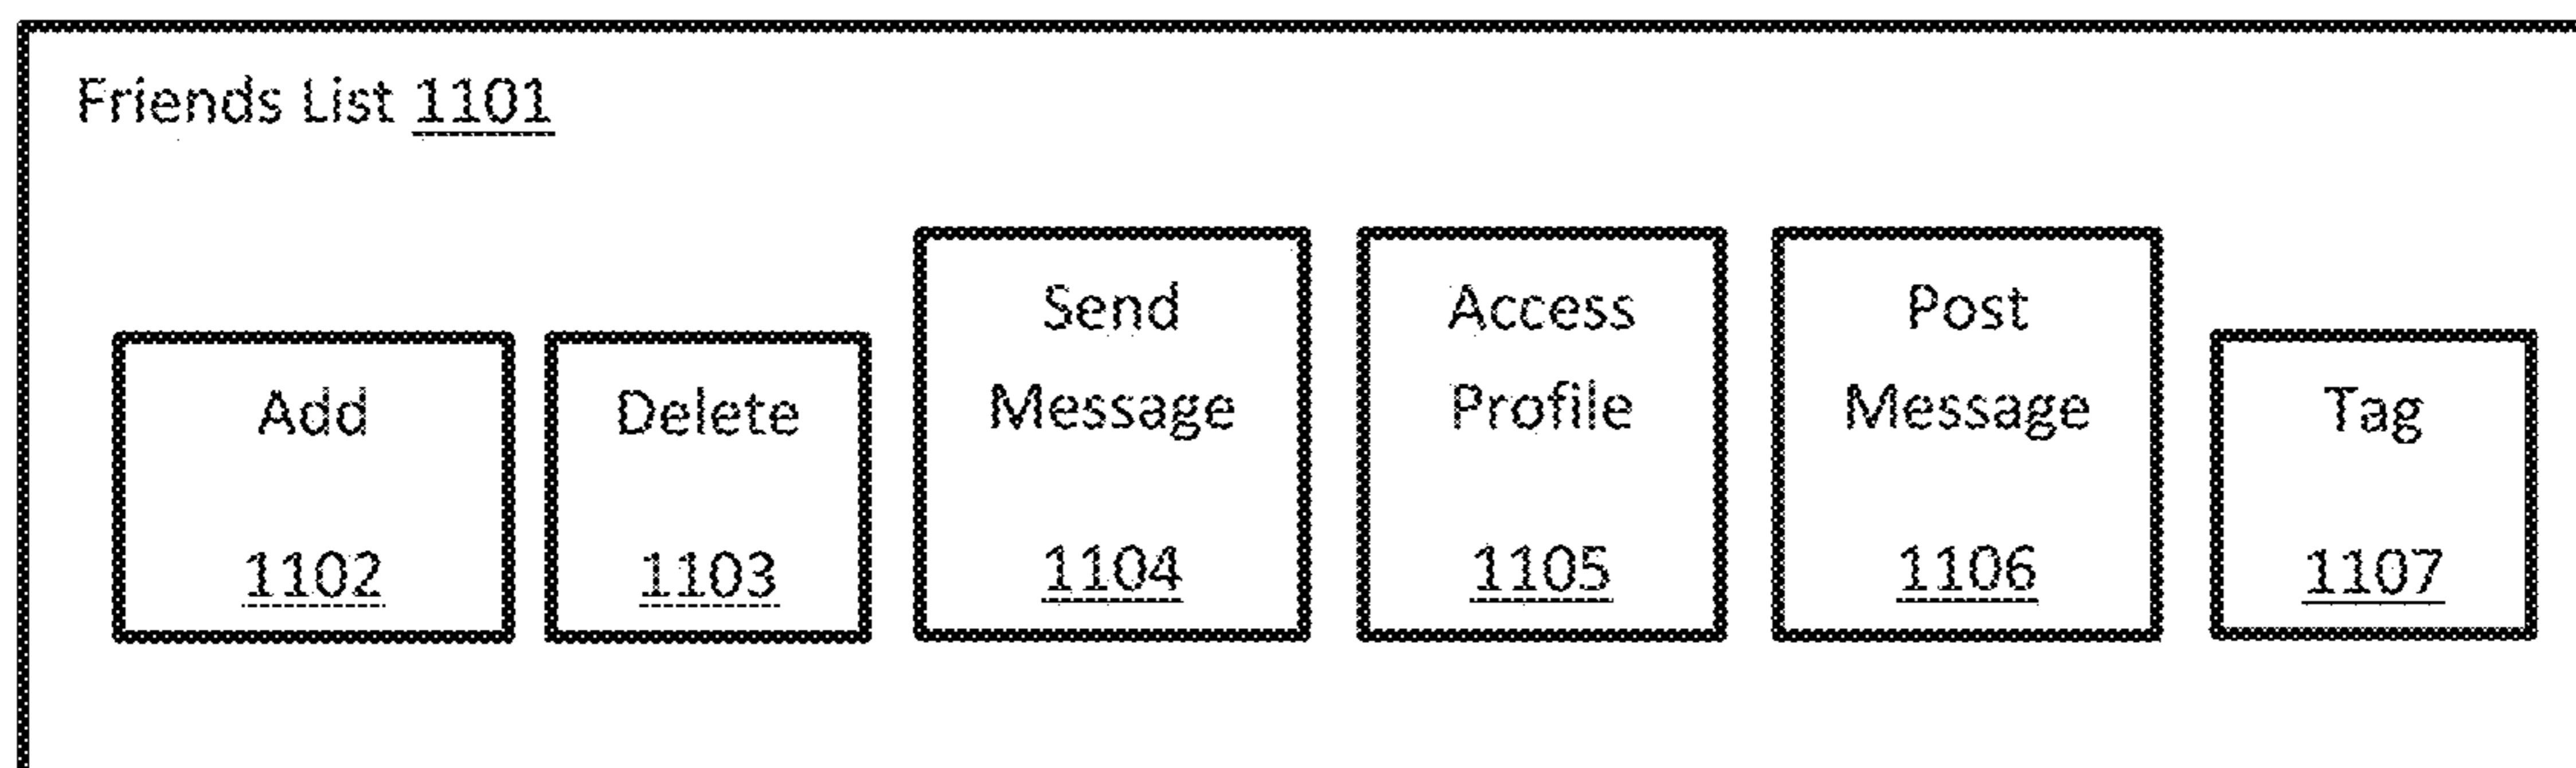 Friends List 1101
Add
1102
Delete
1103
Send
Message
1104
Access
Profile
1105
Post
Message
1106
Tag
1107